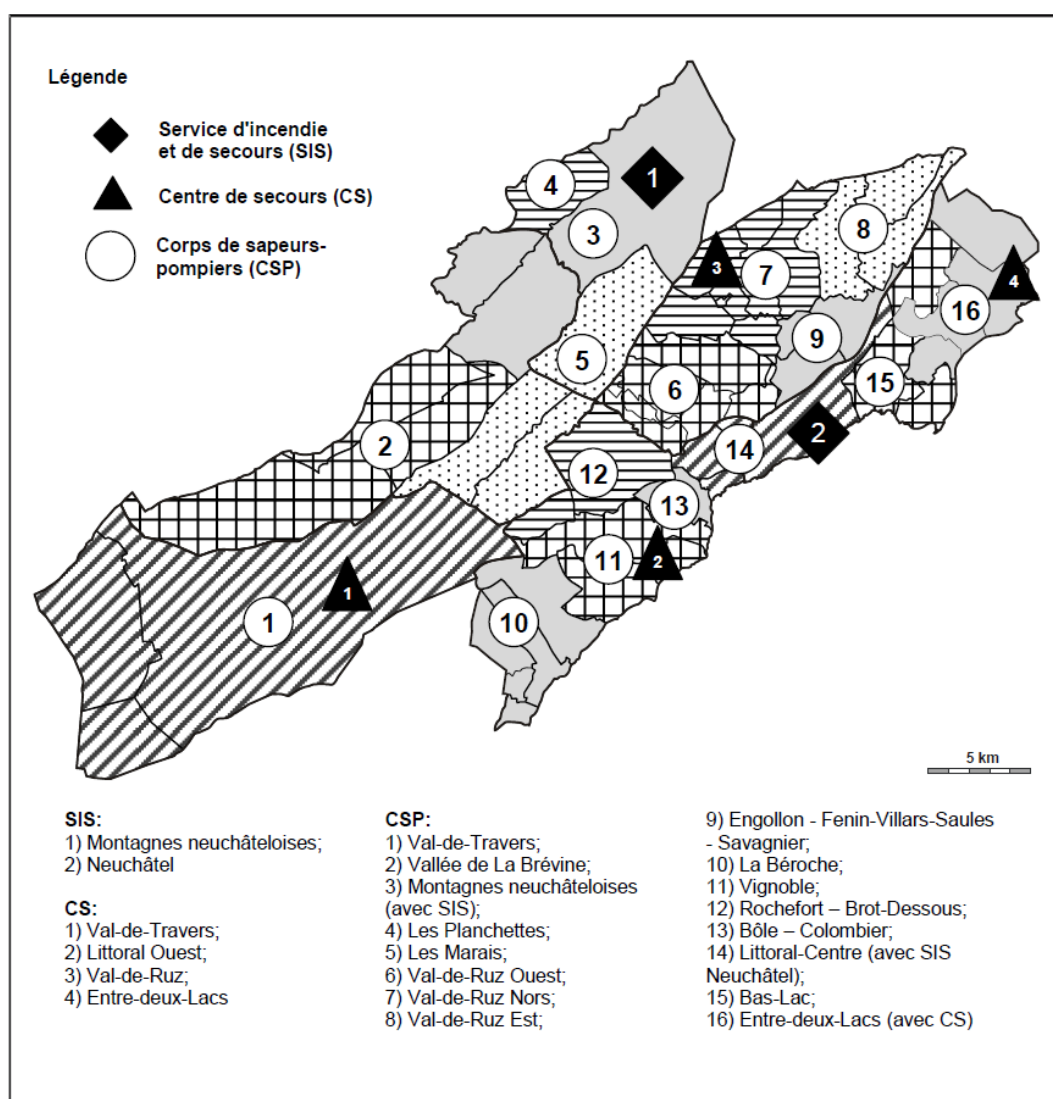 Légende
Service d'incendie
et de secours (SIS)
Centre de secours (CS)
Corps de sapeurs-
pompiers (CSP)
1
4
3
8
3
7
4
16
9
5
6
15
2
2
14
12
13
11
2
1
1
10
5 km
SIS:
1) Montagnes neuchâteloises;
2) Neuchâtel
CS:
1) Val-de-Travers;
2) Littoral Ouest;
3) Val-de-Ruz;
4) Entre-deux-Lacs
CSP:
1) Val-de-Travers;
2) Vallée de La Brévine;
3) Montagnes neuchâteloises
(avec SIS);
4) Les Planchettes;
5) Les Marais;
6) Val-de-Ruz Ouest;
7) Val-de-Ruz Nors;
8) Val-de-Ruz Est;
9) Engollon - Fenin-Villars-Saules
- Savagnier;
10) La Béroche;
11) Vignoble;
12) Rochefort – Brot-Dessous;
13) Bôle – Colombier;
14) Littoral-Centre (avec SIS
Neuchâtel);
15) Bas-Lac;
16) Entre-deux-Lacs (avec CS)